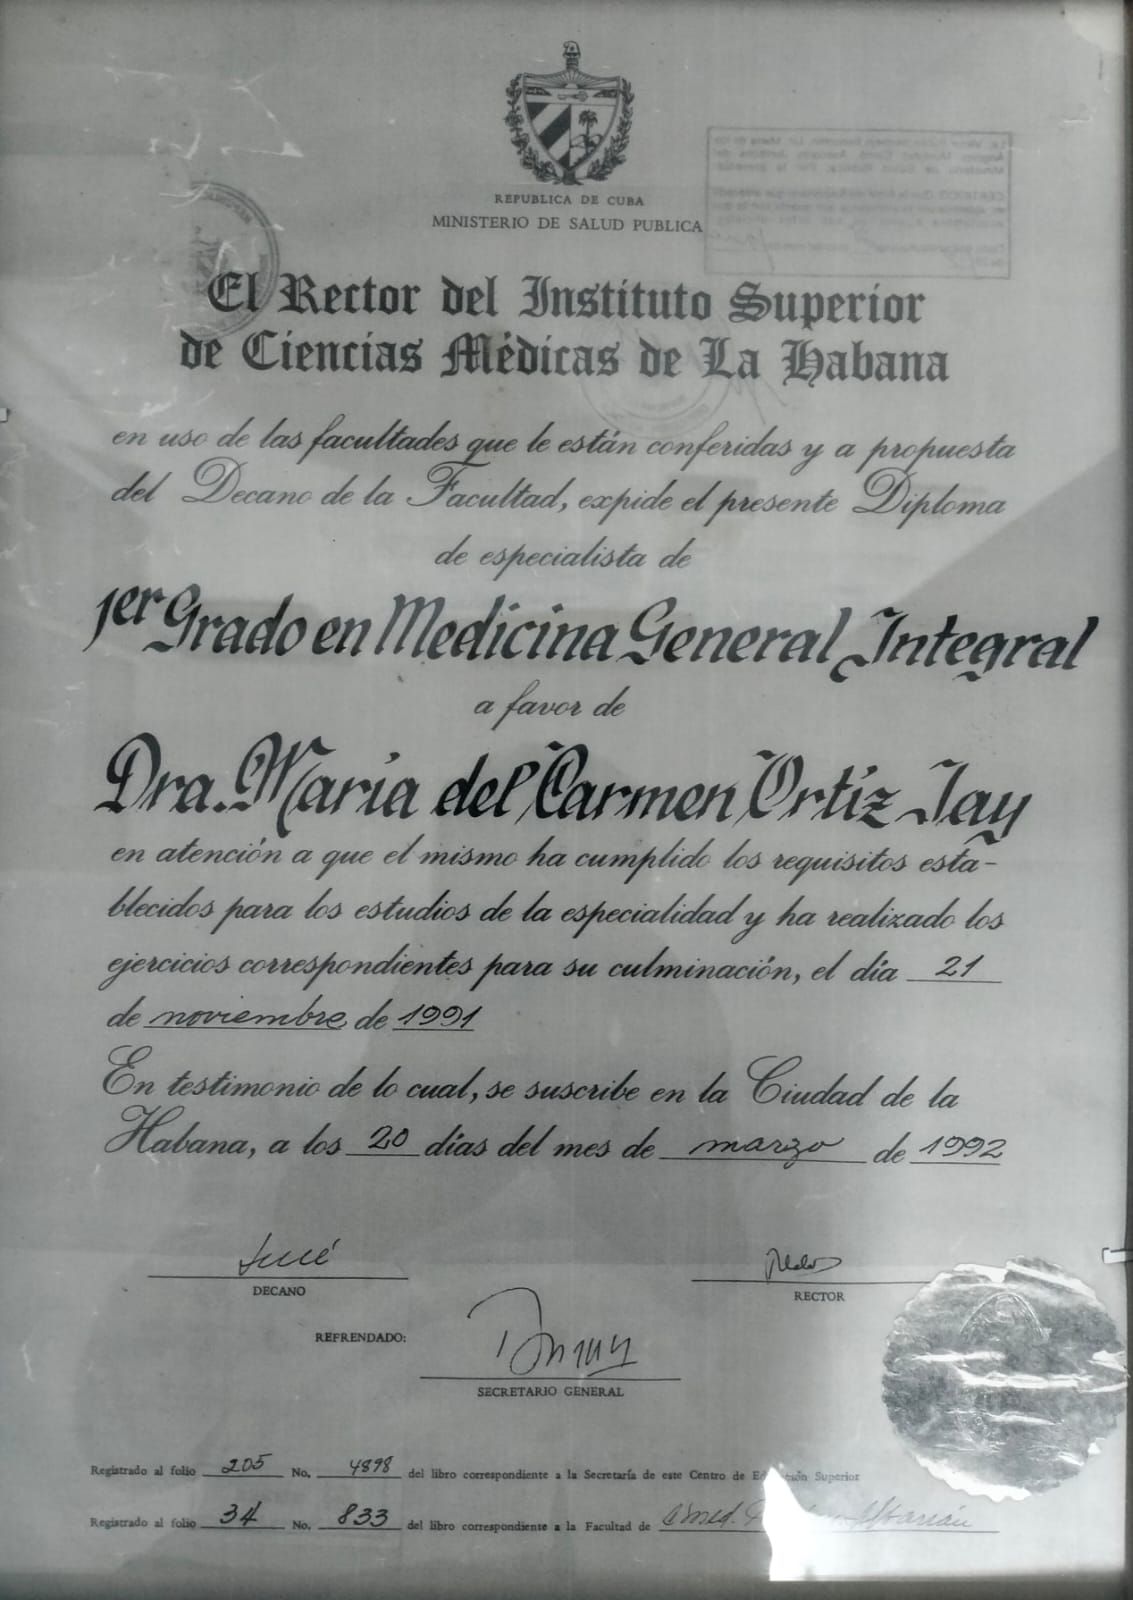 REPUBLICA DE CUBA
MINISTERIO DE SALUD PUBLICA
El Rector del Instituto Superior
de Ciencias Médicas de La Habana
en uso de las facultades que le están conferidas y a propuesta
del Decano de la Facultad, expide el presente Diploma
de especialista de
1er Grado en Medicina General Integral
a favor de
Dra. María del Carmen Ortíz Jay
en atención a que el mismo ha cumplido los requisitos esta-
blecidos para los estudios de la especialidad y ha realizado los
ejercicios correspondientes para su culminación, el día 21
de noviembre de 1991
En testimonio de lo cual, se suscribe en la Ciudad de la
Habana, a los 20 días del mes de marzo de 1992
DECANO
RECTOR
REFRENDADO:
SECRETARIO GENERAL
Registrado al folio 205 No. 4898 del libro correspondiente a la Secretaría de este Centro de Educación Superior
Registrado al folio 34 No. 833 del libro correspondiente a la Facultad de